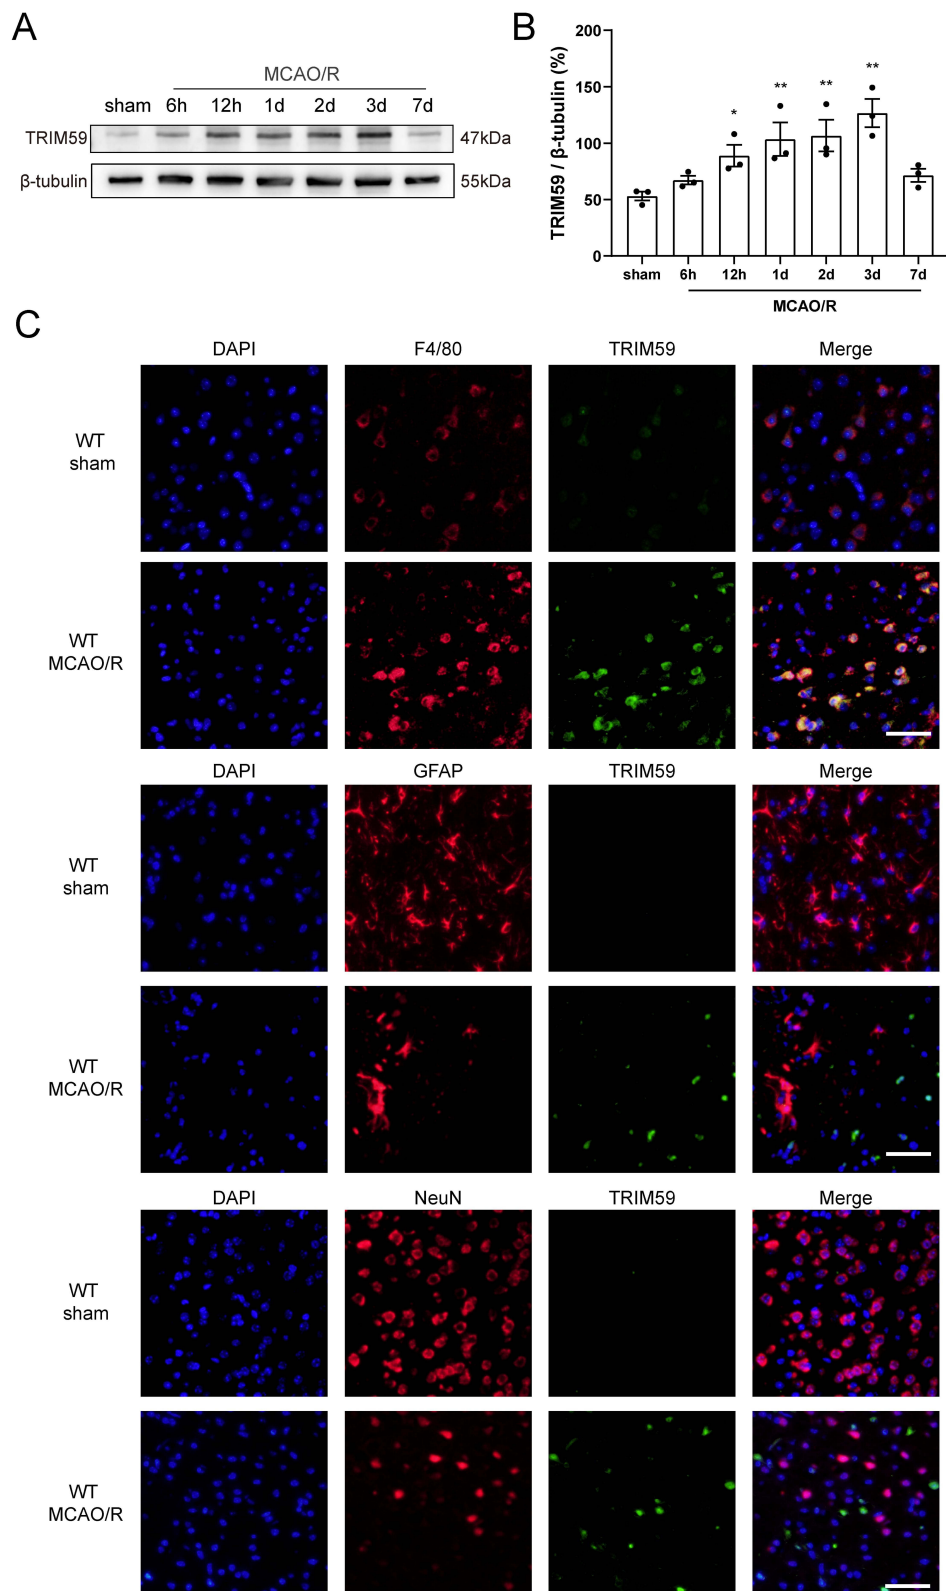 A
MCAO/R
sham 6h 12h 1d 2d 3d 7d
TRIM59 47kDa
β-tubulin 55kDa
B
TRIM59 / β-tubulin (%)
200
150
100
50
0
* ** ** **
sham 6h 12h 1d 2d 3d 7d
MCAO/R
C
DAPI F4/80 TRIM59 Merge
WT
sham
WT
MCAO/R
DAPI GFAP TRIM59 Merge
WT
sham
WT
MCAO/R
DAPI NeuN TRIM59 Merge
WT
sham
WT
MCAO/R